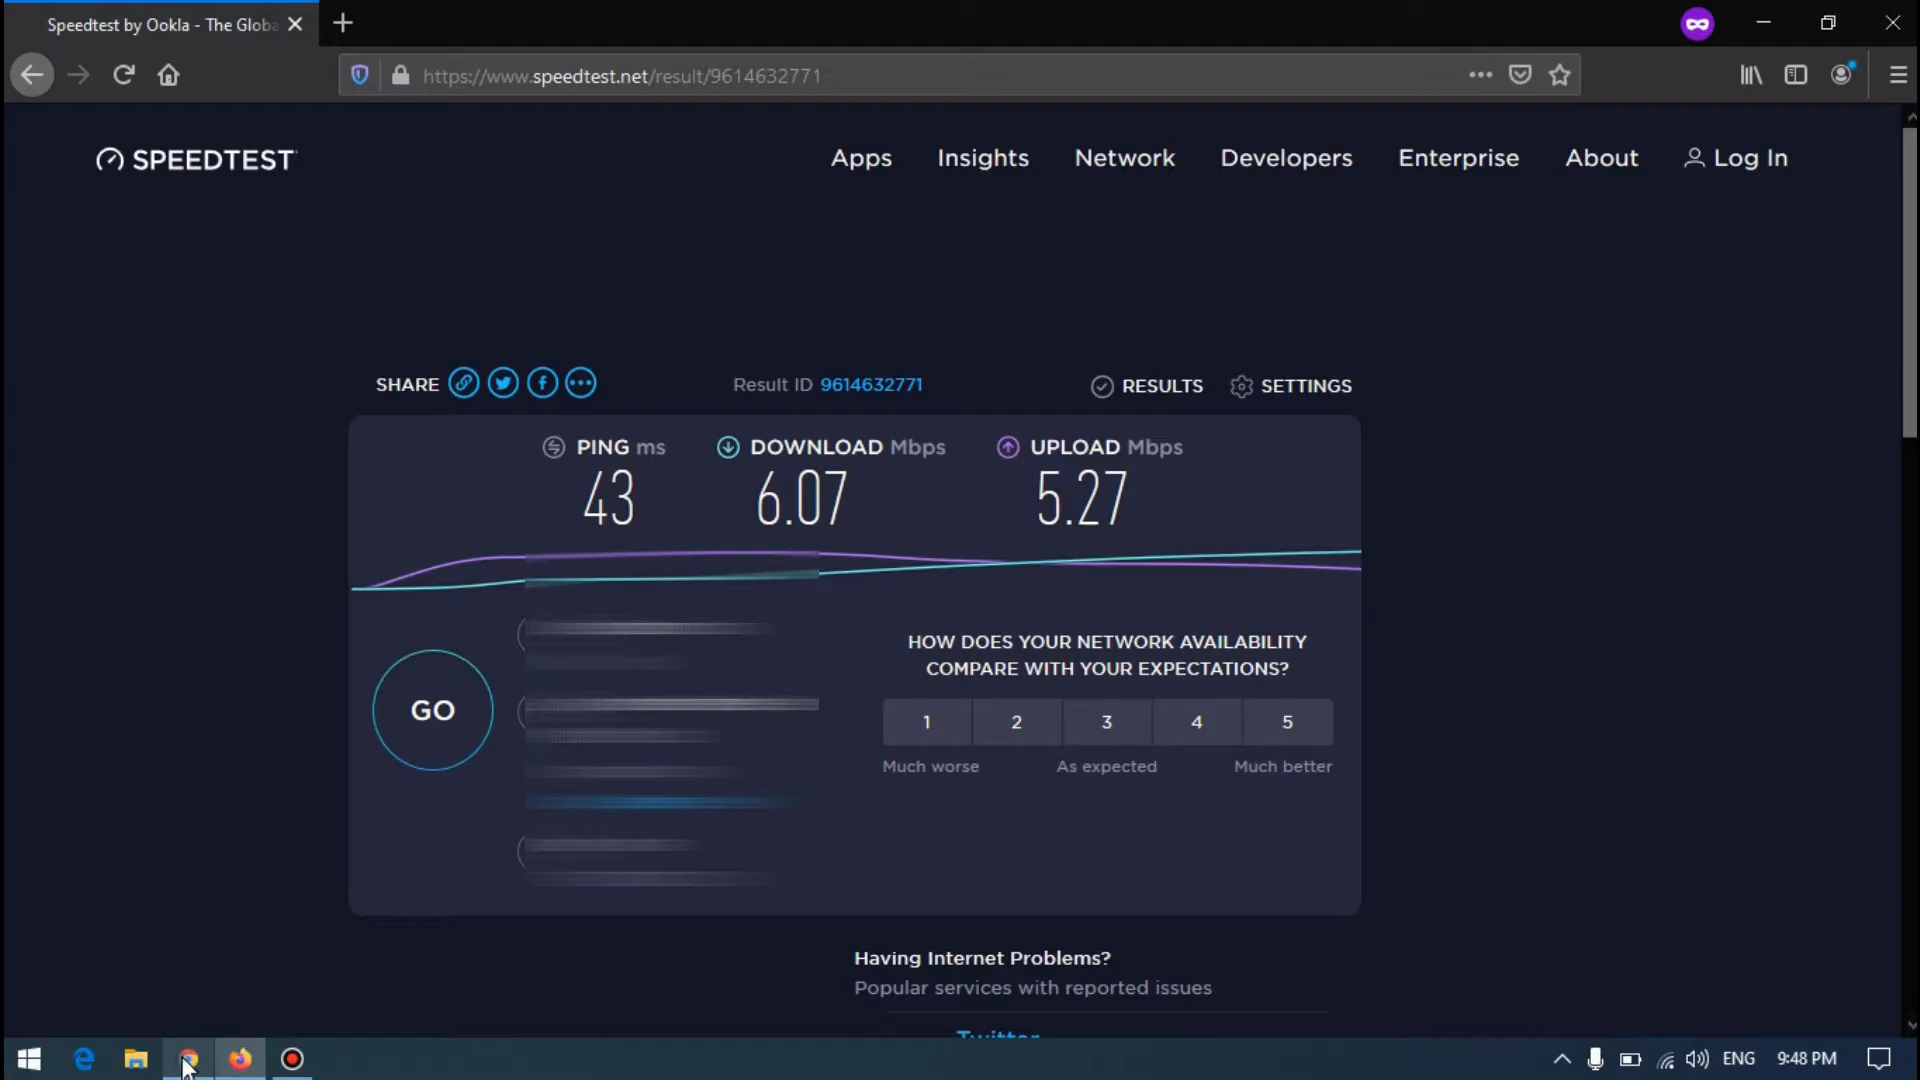 Speedtest by Ookla - The Globa
https://www.speedtest.net/result/9614632771
SPEEDTEST
Apps
Insights
Network
Developers
Enterprise
About
Log In
SHARE
Result ID 9614632771
RESULTS
SETTINGS
PING ms
DOWNLOAD Mbps
UPLOAD Mbps
43
6.07
5.27
GO
HOW DOES YOUR NETWORK AVAILABILITY
COMPARE WITH YOUR EXPECTATIONS?
1
2
3
4
5
Much worse
As expected
Much better
Having Internet Problems?
Popular services with reported issues
Twitter
ENG
9:48 PM